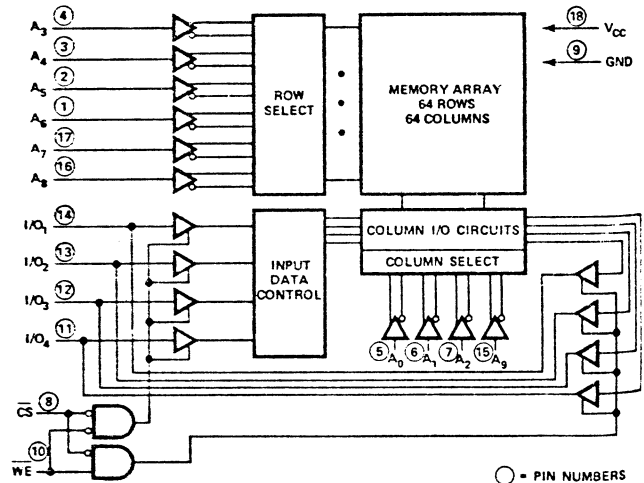 A3 4
A4 3
A5 2
A6 1
A7 17
A8 16
ROW
SELECT
MEMORY ARRAY
64 ROWS
64 COLUMNS
18 VCC
9 GND
I/O1 14
I/O2 13
I/O3 12
I/O4 11
INPUT
DATA
CONTROL
COLUMN I/O CIRCUITS
COLUMN SELECT
5 A0 6 A1 7 A2 15 A9
C̅S̅ 8
W̅E̅ 10
○ = PIN NUMBERS